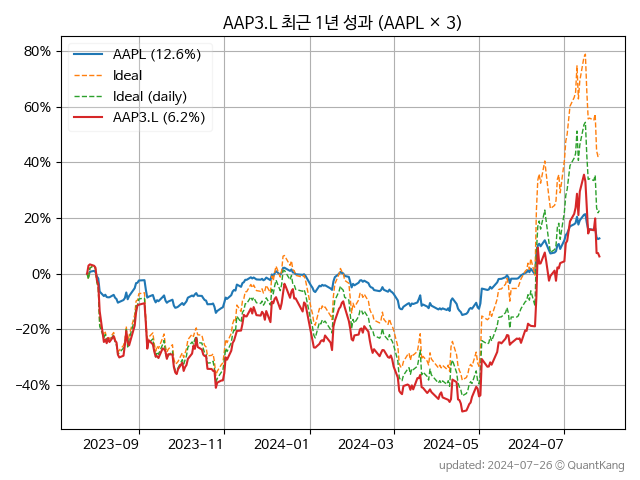 AAP3.L 최근 1년 성과 (AAPL × 3)
AAPL (12.6%)
Ideal
Ideal (daily)
AAP3.L (6.2%)
80%
60%
40%
20%
0%
−20%
−40%
2023−09 2023−11 2024−01 2024−03 2024−05 2024−07
updated: 2024-07-26 © QuantKang